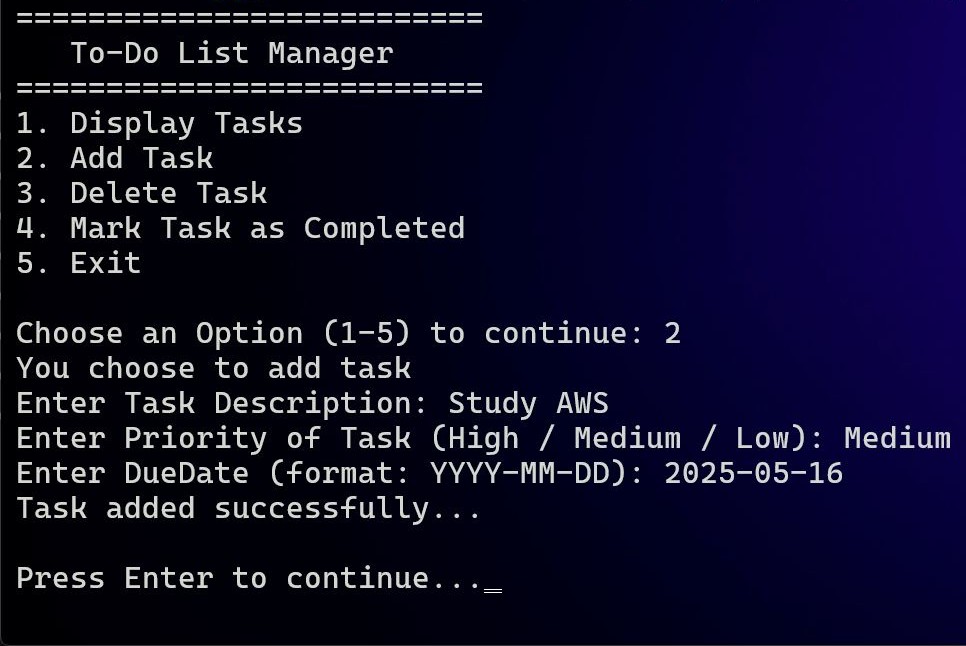 ==========================
To-Do List Manager
==========================
1. Display Tasks
2. Add Task
3. Delete Task
4. Mark Task as Completed
5. Exit
Choose an Option (1-5) to continue: 2
You choose to add task
Enter Task Description: Study AWS
Enter Priority of Task (High / Medium / Low): Medium
Enter DueDate (format: YYYY-MM-DD): 2025-05-16
Task added successfully...
Press Enter to continue...